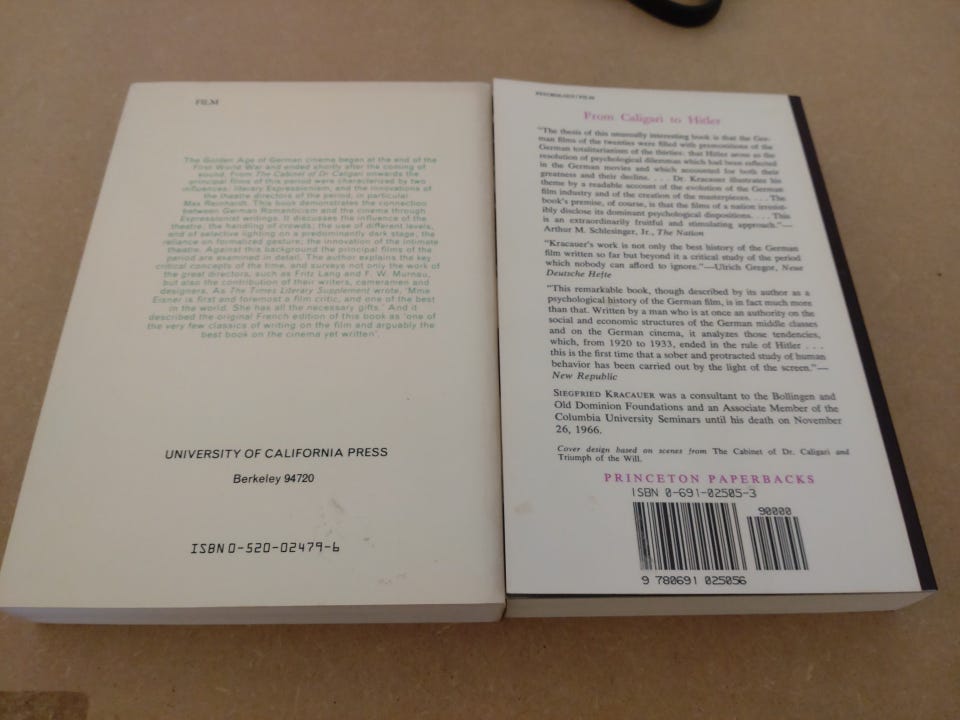 FILM
The Golden Age of German cinema began at the end of the
First World War and ended shortly after the coming of
sound. From The Cabinet of Dr Caligari onwards the
principal films of this period were characterized by two
influences: literary Expressionism, and the innovations of
the theatre directors of the period, in particular
Max Reinhardt. This book demonstrates the connection
between German Romanticism and the cinema through
Expressionist writings. It discusses the influence of the
theatre: the handling of crowds; the use of different levels,
and of selective lighting on a predominantly dark stage; the
reliance on formalized gesture; the innovation of the intimate
theatre. Against this background the principal films of the
period are examined in detail. The author explains the key
critical concepts of the time, and surveys not only the work of
the great directors, such as Fritz Lang and F. W. Murnau,
but also the contribution of their writers, cameramen and
designers. As The Times Literary Supplement wrote, 'Mme
Eisner is first and foremost a film critic, and one of the best
in the world. She has all the necessary gifts.' And it
described the original French edition of this book as 'one of
the very few classics of writing on the film and arguably the
best book on the cinema yet written'.
UNIVERSITY OF CALIFORNIA PRESS
Berkeley 94720
ISBN 0-520-02479-6
PSYCHOLOGY/FILM
From Caligari to Hitler
"The thesis of this unusually interesting book is that the Ger-
man films of the twenties were filled with premonitions of the
German totalitarianism of the thirties: that Hitler arose as the
resolution of psychological dilemmas which had been reflected
in the German movies and which accounted for both their
greatness and their decline. . . . Dr. Kracauer illustrates his
theme by a readable account of the evolution of the German
film industry and of the creation of the masterpieces. . . . The
book's premise, of course, is that the films of a nation irresist-
ibly disclose its dominant psychological dispositions. . . . This
is an extraordinarily fruitful and stimulating approach."—
Arthur M. Schlesinger, Jr., The Nation
"Kracauer's work is not only the best history of the German
film written so far but beyond it a critical study of the period
which nobody can afford to ignore."—Ulrich Gregor, Neue
Deutsche Hefte
"This remarkable book, though described by its author as a
psychological history of the German film, is in fact much more
than that. Written by a man who is at once an authority on the
social and economic structures of the German middle classes
and on the German cinema, it analyzes those tendencies,
which, from 1920 to 1933, ended in the rule of Hitler . . .
this is the first time that a sober and protracted study of human
behavior has been carried out by the light of the screen."—
New Republic
SIEGFRIED KRACAUER was a consultant to the Bollingen and
Old Dominion Foundations and an Associate Member of the
Columbia University Seminars until his death on November
26, 1966.
Cover design based on scenes from The Cabinet of Dr. Caligari and
Triumph of the Will.
PRINCETON PAPERBACKS
ISBN 0-691-02505-3
90000
9 780691 025056